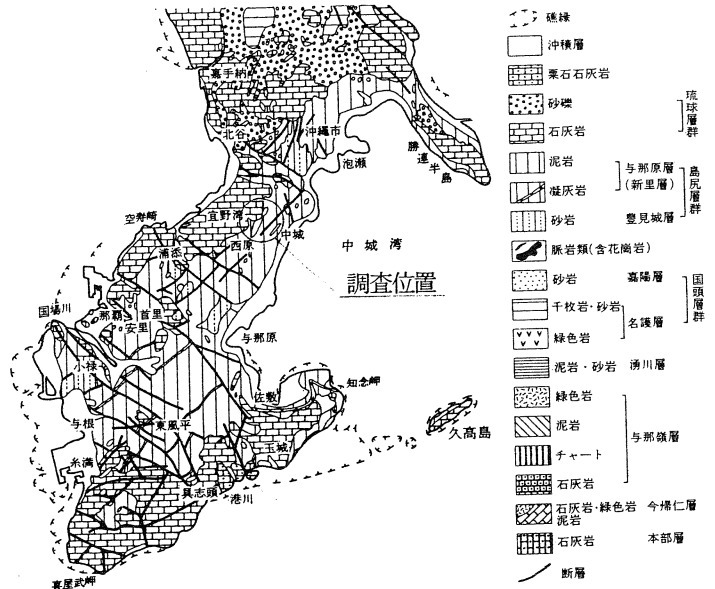 嘉手納
北谷
沖縄市
泡瀬
勝連半島
宜野湾
中城
西原
浦添
中城湾
調査位置
国場川
那覇
首里
安里
与那原
小禄
佐敷
知念岬
与根
東風平
糸満
玉城
久高島
具志頭
港川
喜屋武岬
礁縁
沖積層
粟石石灰岩
砂礫
石灰岩
琉球層群
泥岩
凝灰岩
与那原層
(新里層)
砂岩 豊見城層
島尻層群
脈岩類(含花崗岩)
砂岩 嘉陽層
千枚岩・砂岩
緑色岩
名護層
国頭層群
泥岩・砂岩 湧川層
緑色岩
泥岩
チャート
石灰岩
与那嶺層
石灰岩・緑色岩 今帰仁層
泥岩
石灰岩 本部層
断層